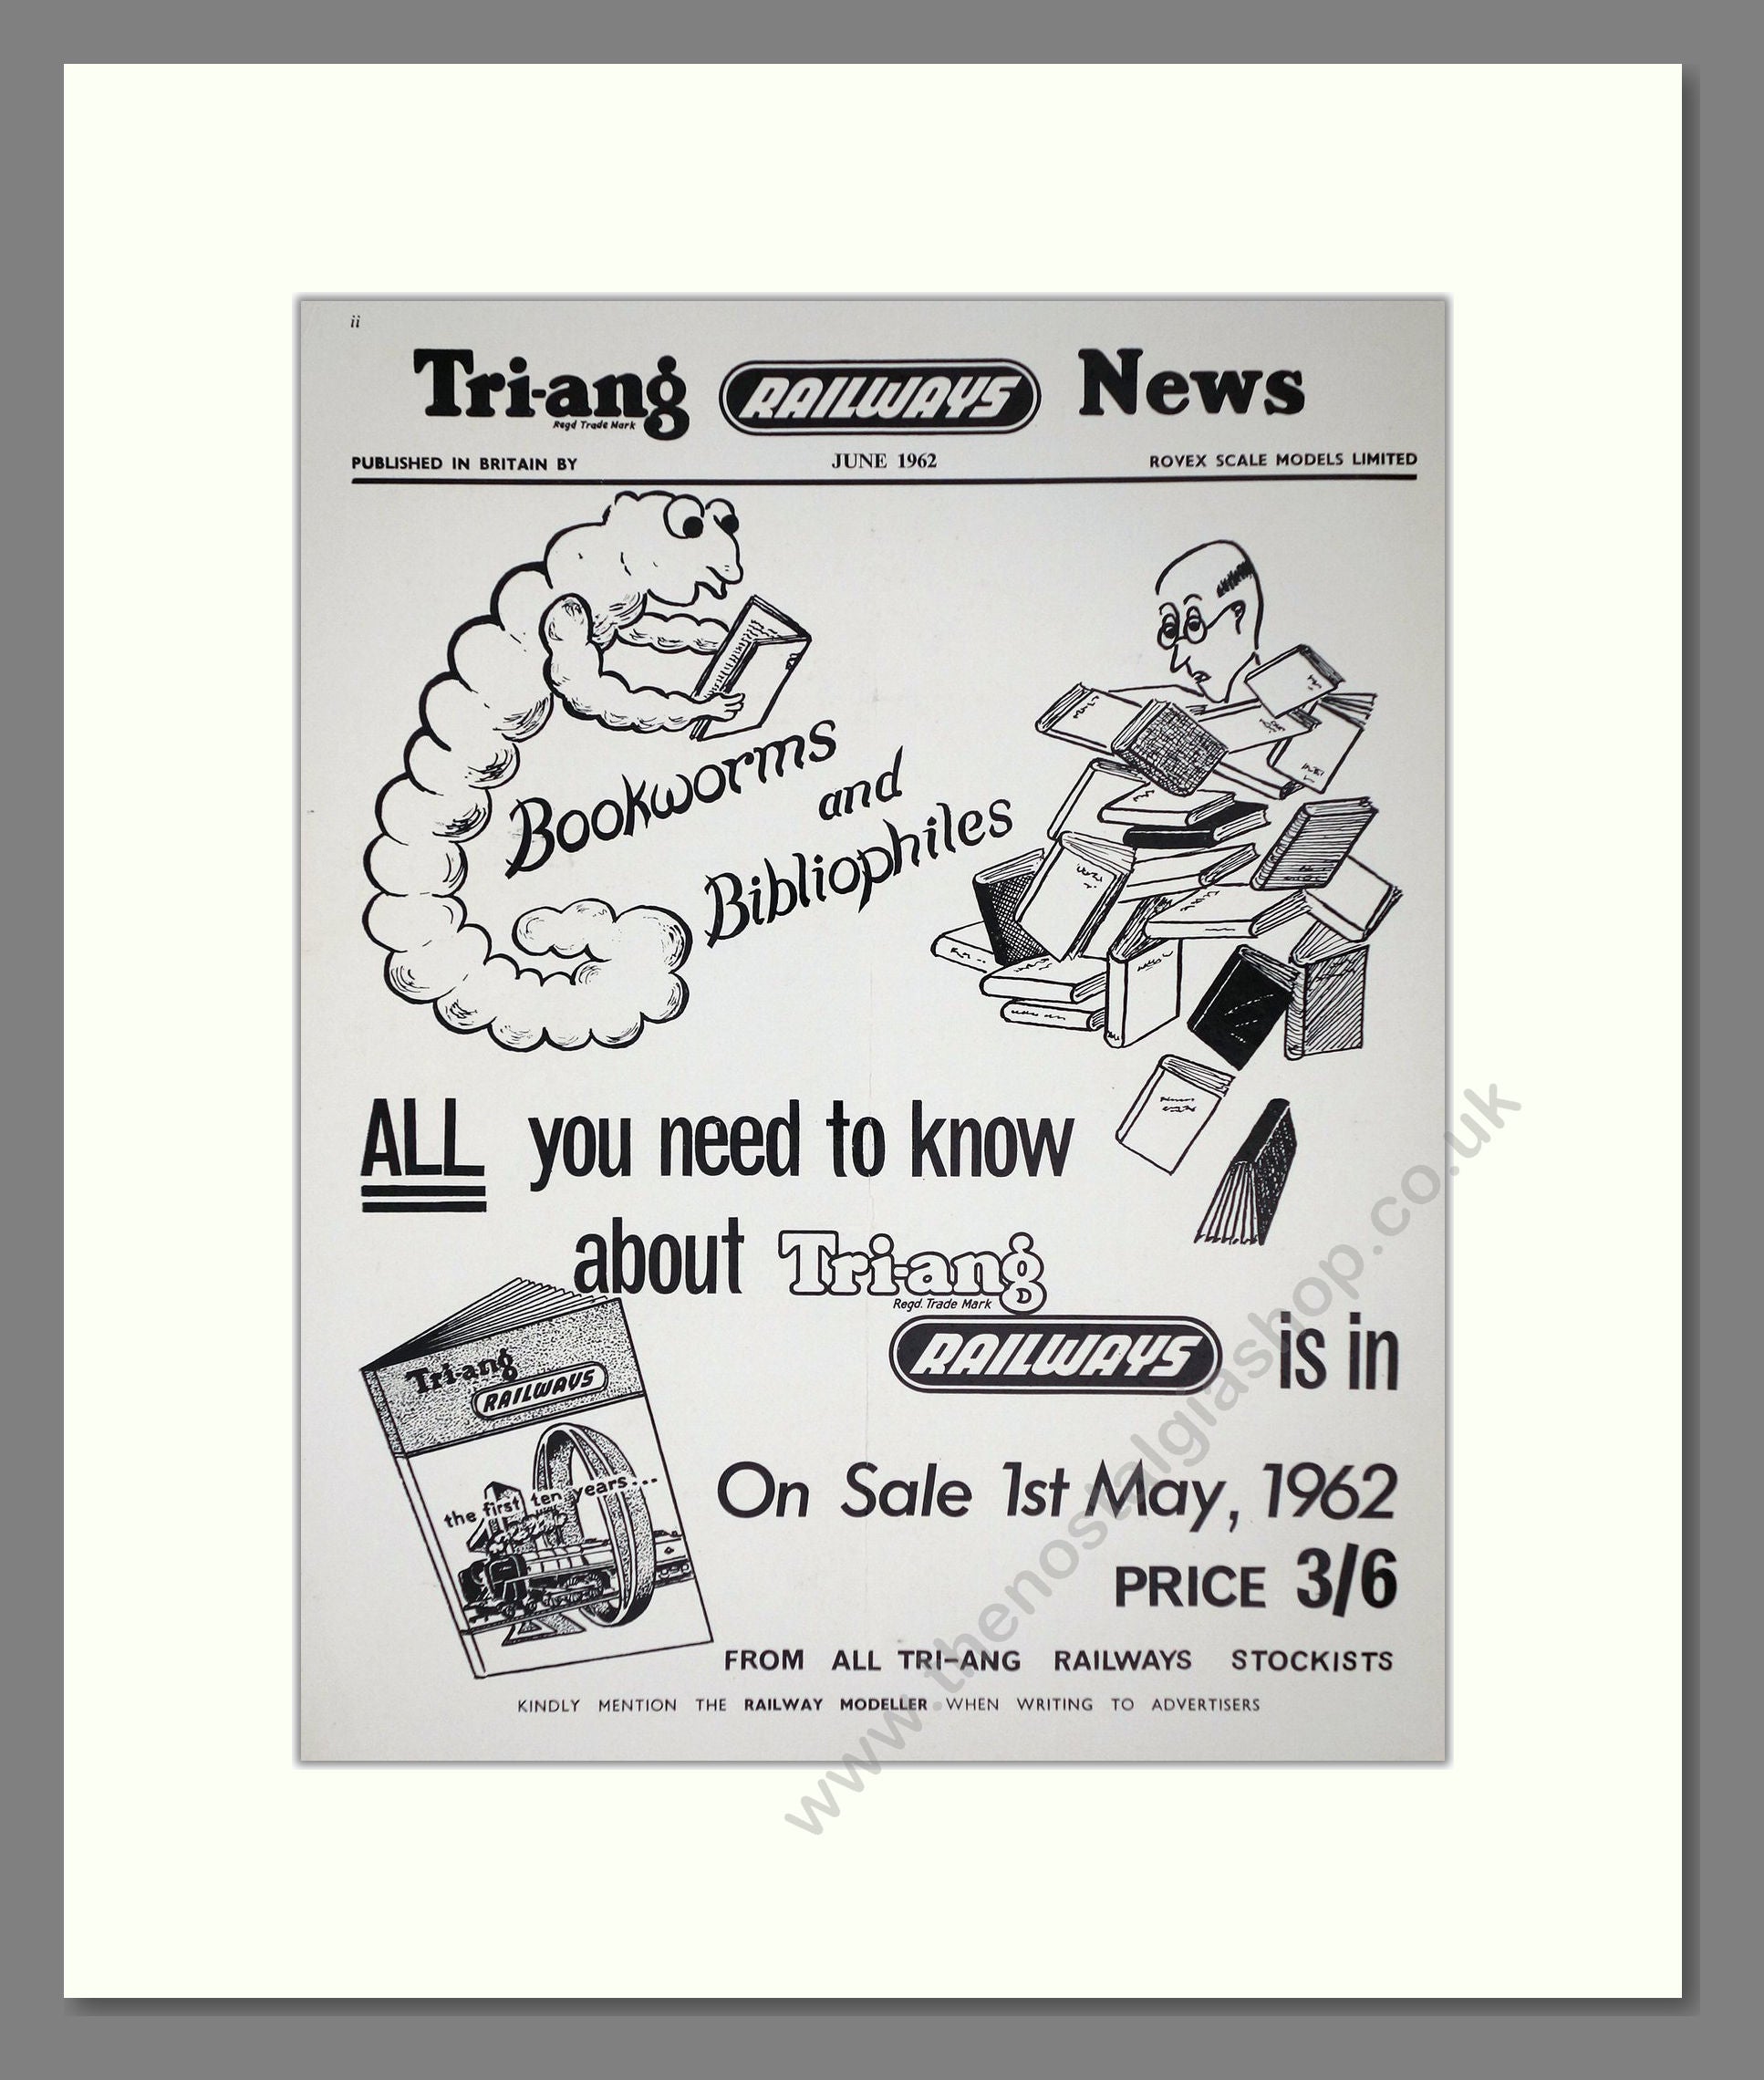 ii
Tri-ang RAILWAYS News
Regd Trade Mark
PUBLISHED IN BRITAIN BY JUNE 1962 ROVEX SCALE MODELS LIMITED
Bookworms
and
Bibliophiles
ALL you need to know
about Tri-ang
Regd. Trade Mark
RAILWAYS is in
Tri-ang
RAILWAYS
the first ten years...
On Sale 1st May, 1962
PRICE 3/6
FROM ALL TRI-ANG RAILWAYS STOCKISTS
KINDLY MENTION THE RAILWAY MODELLER WHEN WRITING TO ADVERTISERS
www.thenostalgiashop.co.uk